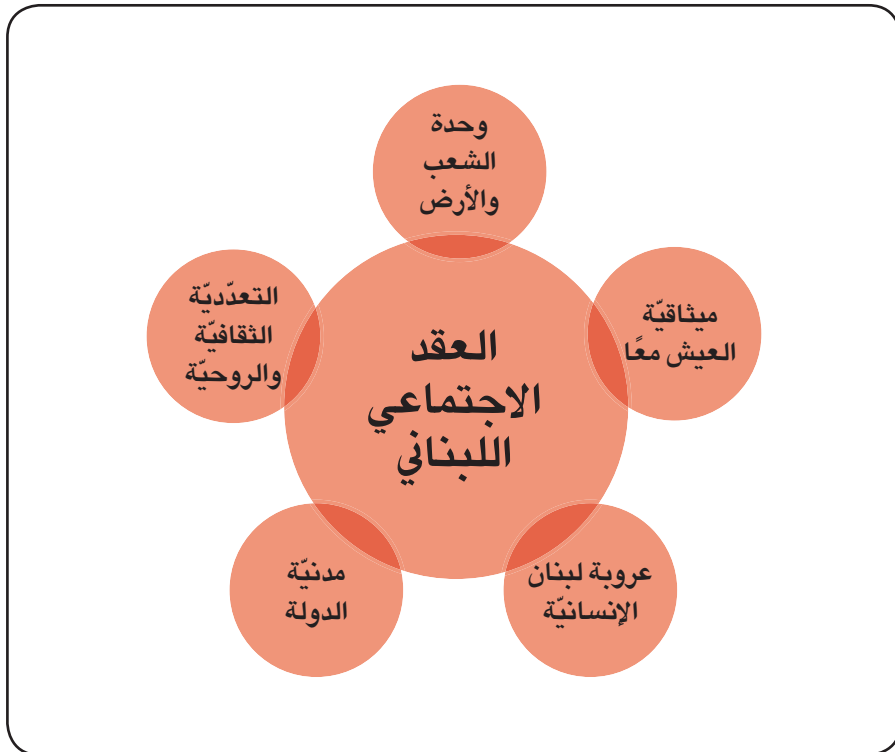 وحدة
الشعب
والأرض
ميثاقيّة
العيش معًا
التعدّديّة
الثقافيّة
والروحيّة
العقد
الاجتماعي
اللبناني
عروبة لبنان
الإنسانيّة
مدنيّة
الدولة